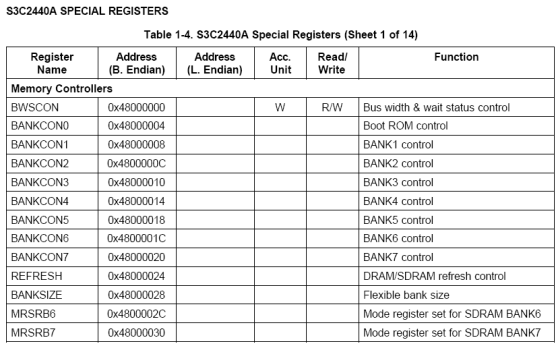 S3C2440A SPECIAL REGISTERS
Table 1-4. S3C2440A Special Registers (Sheet 1 of 14)
Register Name Address (B. Endian) Address (L. Endian) Acc. Unit Read/ Write Function
Memory Controllers
BWSCON 0x48000000 W R/W Bus width & wait status control
BANKCON0 0x48000004 Boot ROM control
BANKCON1 0x48000008 BANK1 control
BANKCON2 0x4800000C BANK2 control
BANKCON3 0x48000010 BANK3 control
BANKCON4 0x48000014 BANK4 control
BANKCON5 0x48000018 BANK5 control
BANKCON6 0x4800001C BANK6 control
BANKCON7 0x48000020 BANK7 control
REFRESH 0x48000024 DRAM/SDRAM refresh control
BANKSIZE 0x48000028 Flexible bank size
MRSRB6 0x4800002C Mode register set for SDRAM BANK6
MRSRB7 0x48000030 Mode register set for SDRAM BANK7